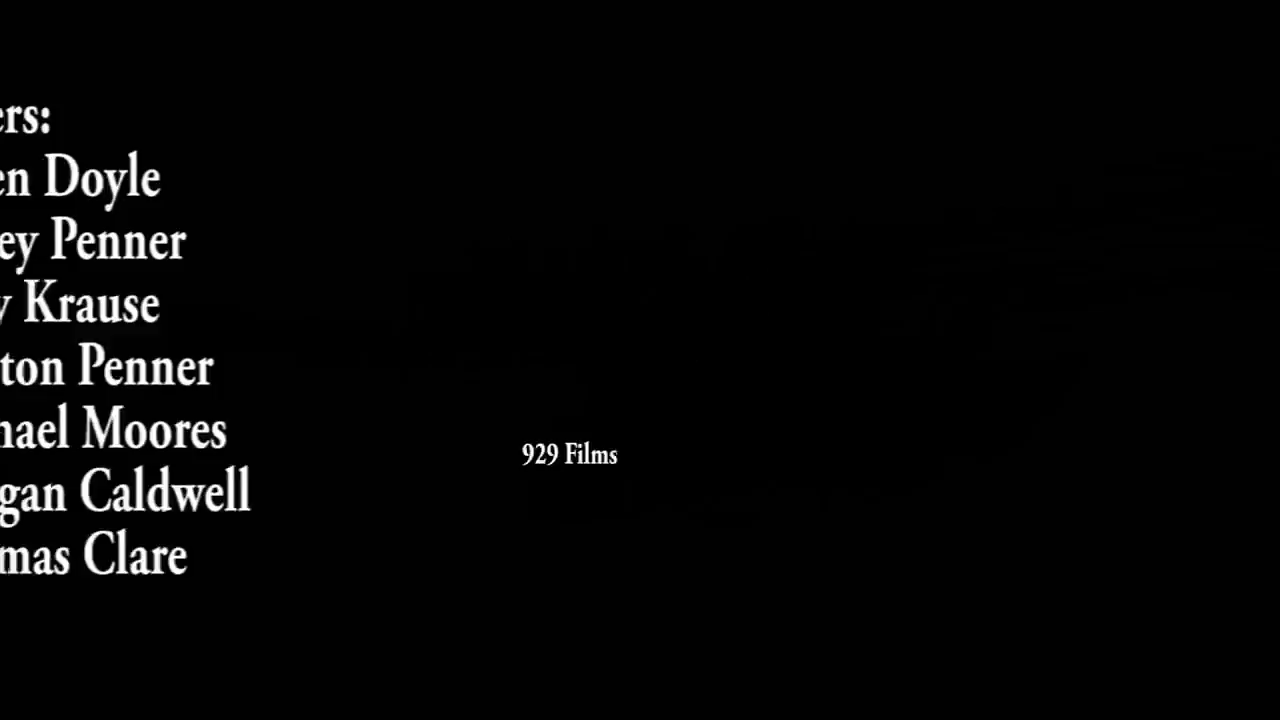 ers:
en Doyle
ey Penner
y Krause
ton Penner
hael Moores
gan Caldwell
mas Clare
929 Films